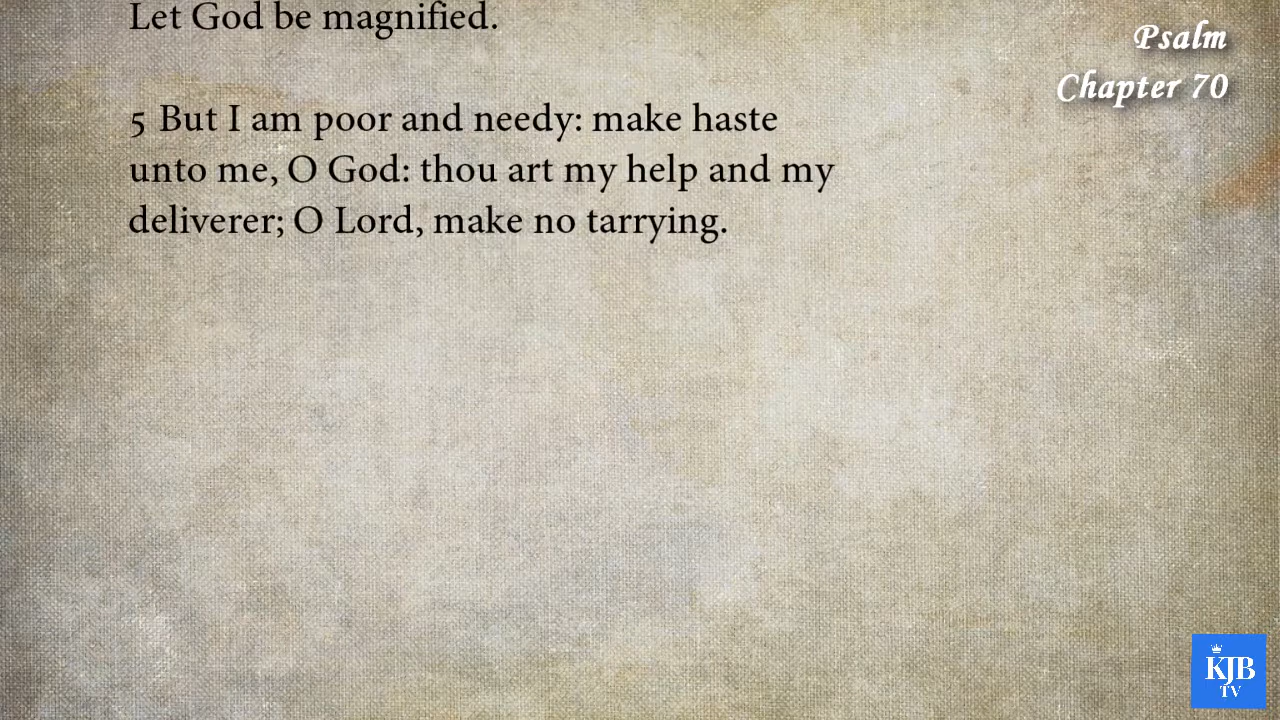 Let God be magnified.
Psalm
Chapter 70
5 But I am poor and needy: make haste
unto me, O God: thou art my help and my
deliverer; O Lord, make no tarrying.
KJB
TV